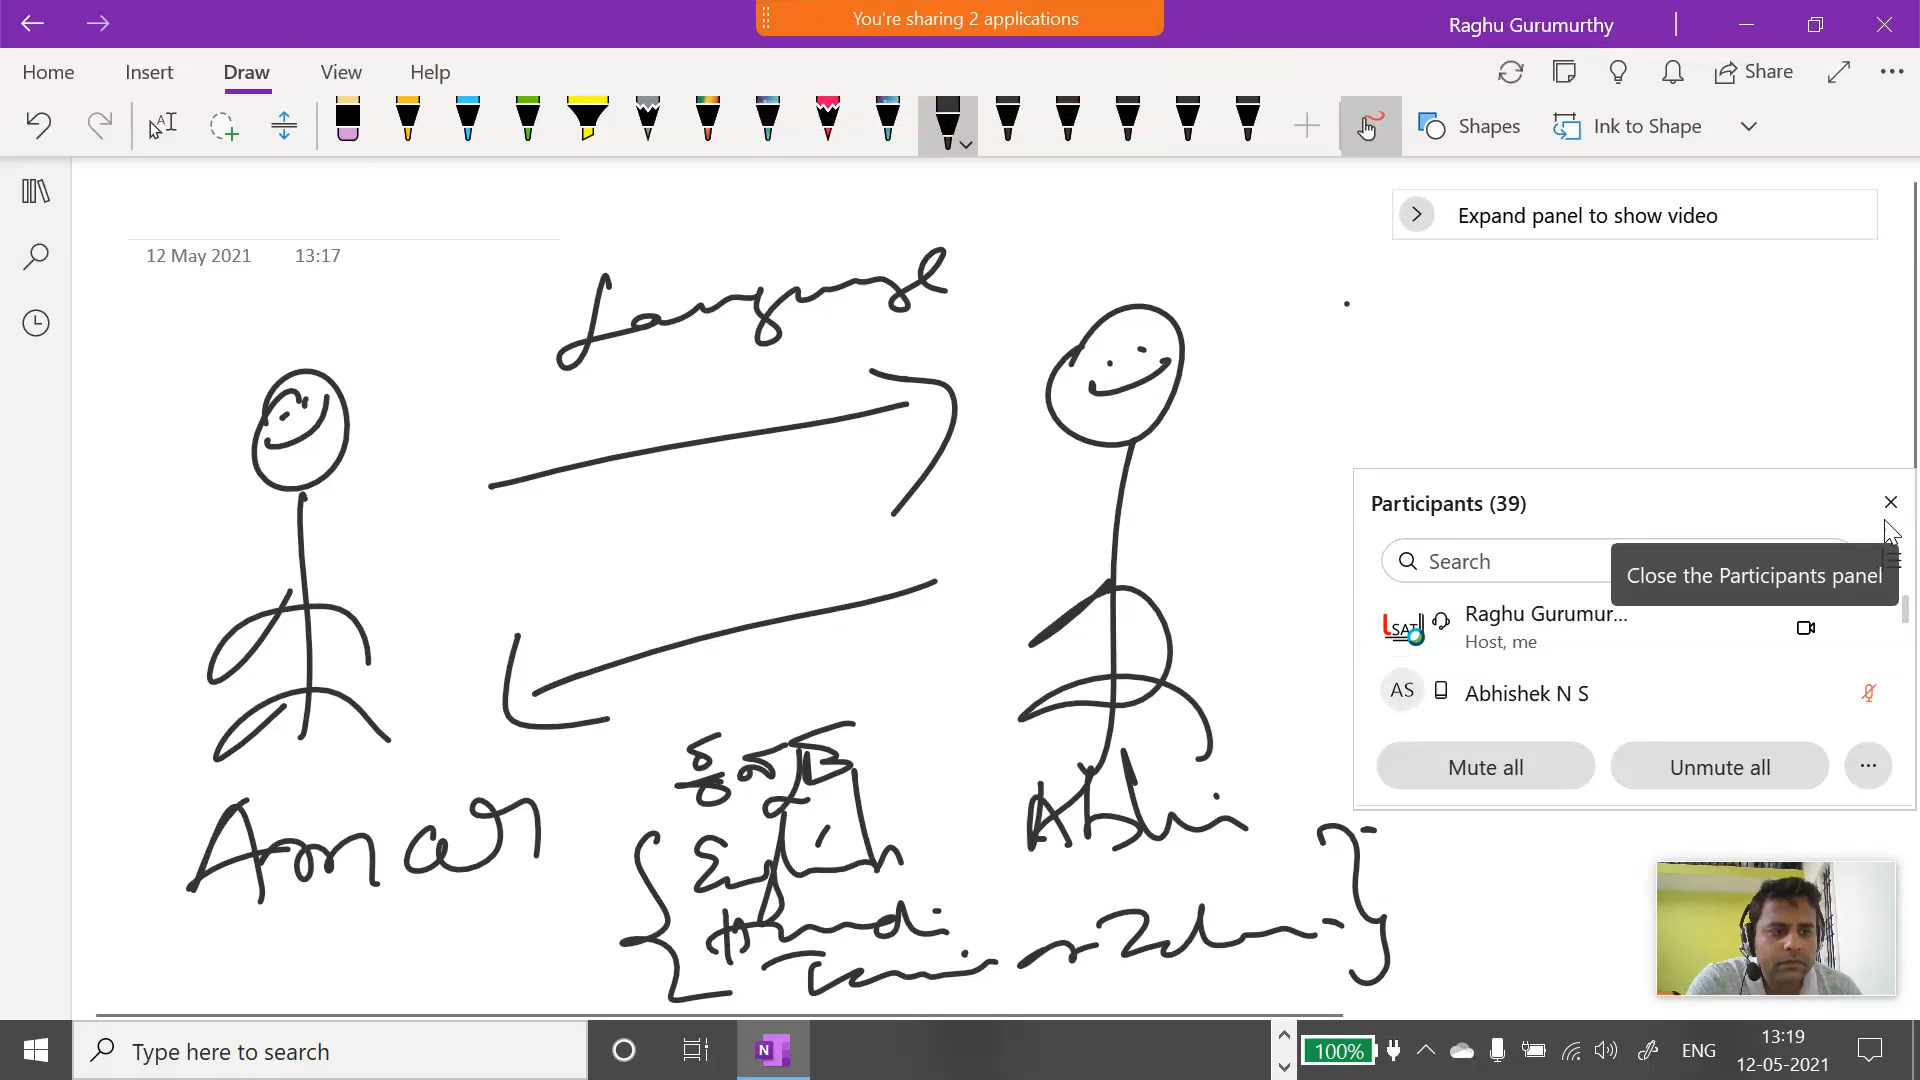 You're sharing 2 applications
Raghu Gurumurthy
Home Insert Draw View Help
Share
Shapes Ink to Shape
Expand panel to show video
12 May 2021 13:17
Language
Participants (39)
Search
Close the Participants panel
LSAT
Raghu Gurumur...
Host, me
AS Abhishek N S
Mute all Unmute all
Amar
Abhi
English
Hindi
Type here to search
N
100%
ENG
13:19
12-05-2021